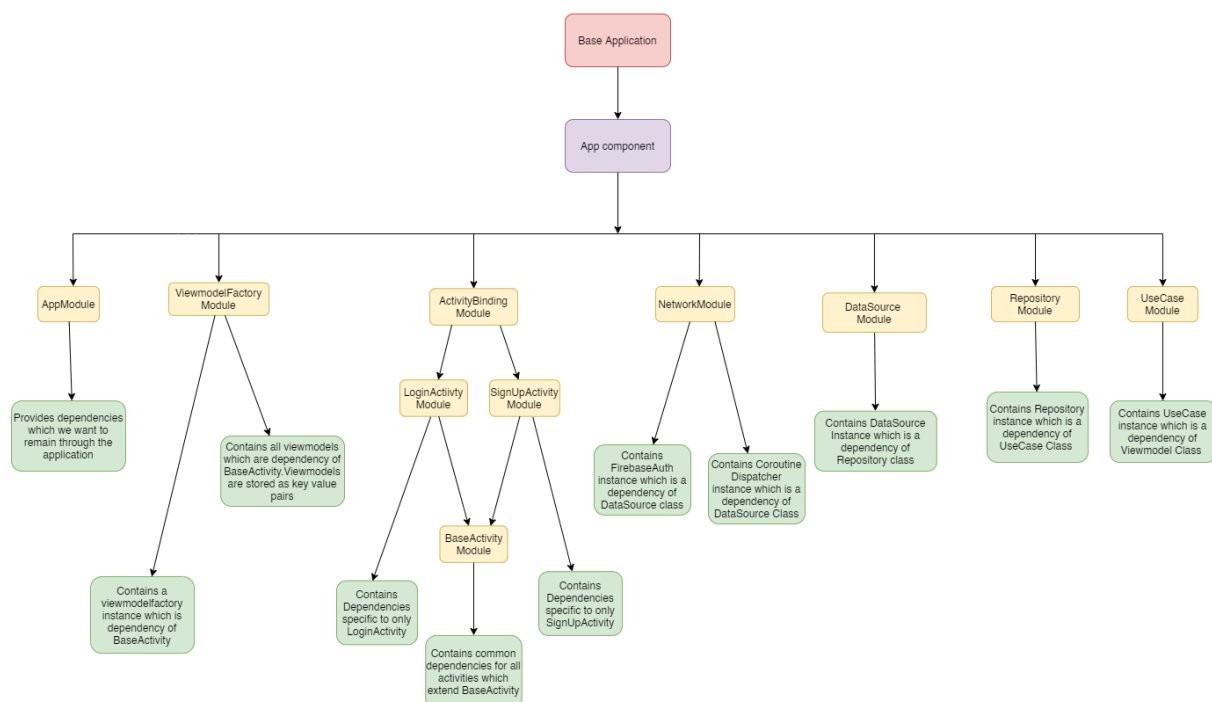 Base Application
App component
AppModule
ViewmodelFactory
Module
ActivityBinding
Module
NetworkModule
DataSource
Module
Repository
Module
UseCase
Module
LoginActivty
Module
SignUpActivity
Module
Provides dependencies
which we want to
remain through the
application
Contains all viewmodels
which are dependency of
BaseActivity.Viewmodels
are stored as key value
pairs
Contains
FirebaseAuth
instance which is a
dependency of
DataSource class
Contains Coroutine
Dispatcher
instance which is a
dependency of
DataSource Class
Contains DataSource
Instance which is a
dependency of
Repository class
Contains Repository
instance which is a
dependency of
UseCase Class
Contains UseCase
instance which is a
dependency of
Viewmodel Class
BaseActivity
Module
Contains a
viewmodelfactory
instance which is
dependency of
BaseActivity
Contains
Dependencies
specific to only
LoginActivity
Contains
Dependencies
specific to only
SignUpActivity
Contains common
dependencies for all
activities which
extend BaseActivity